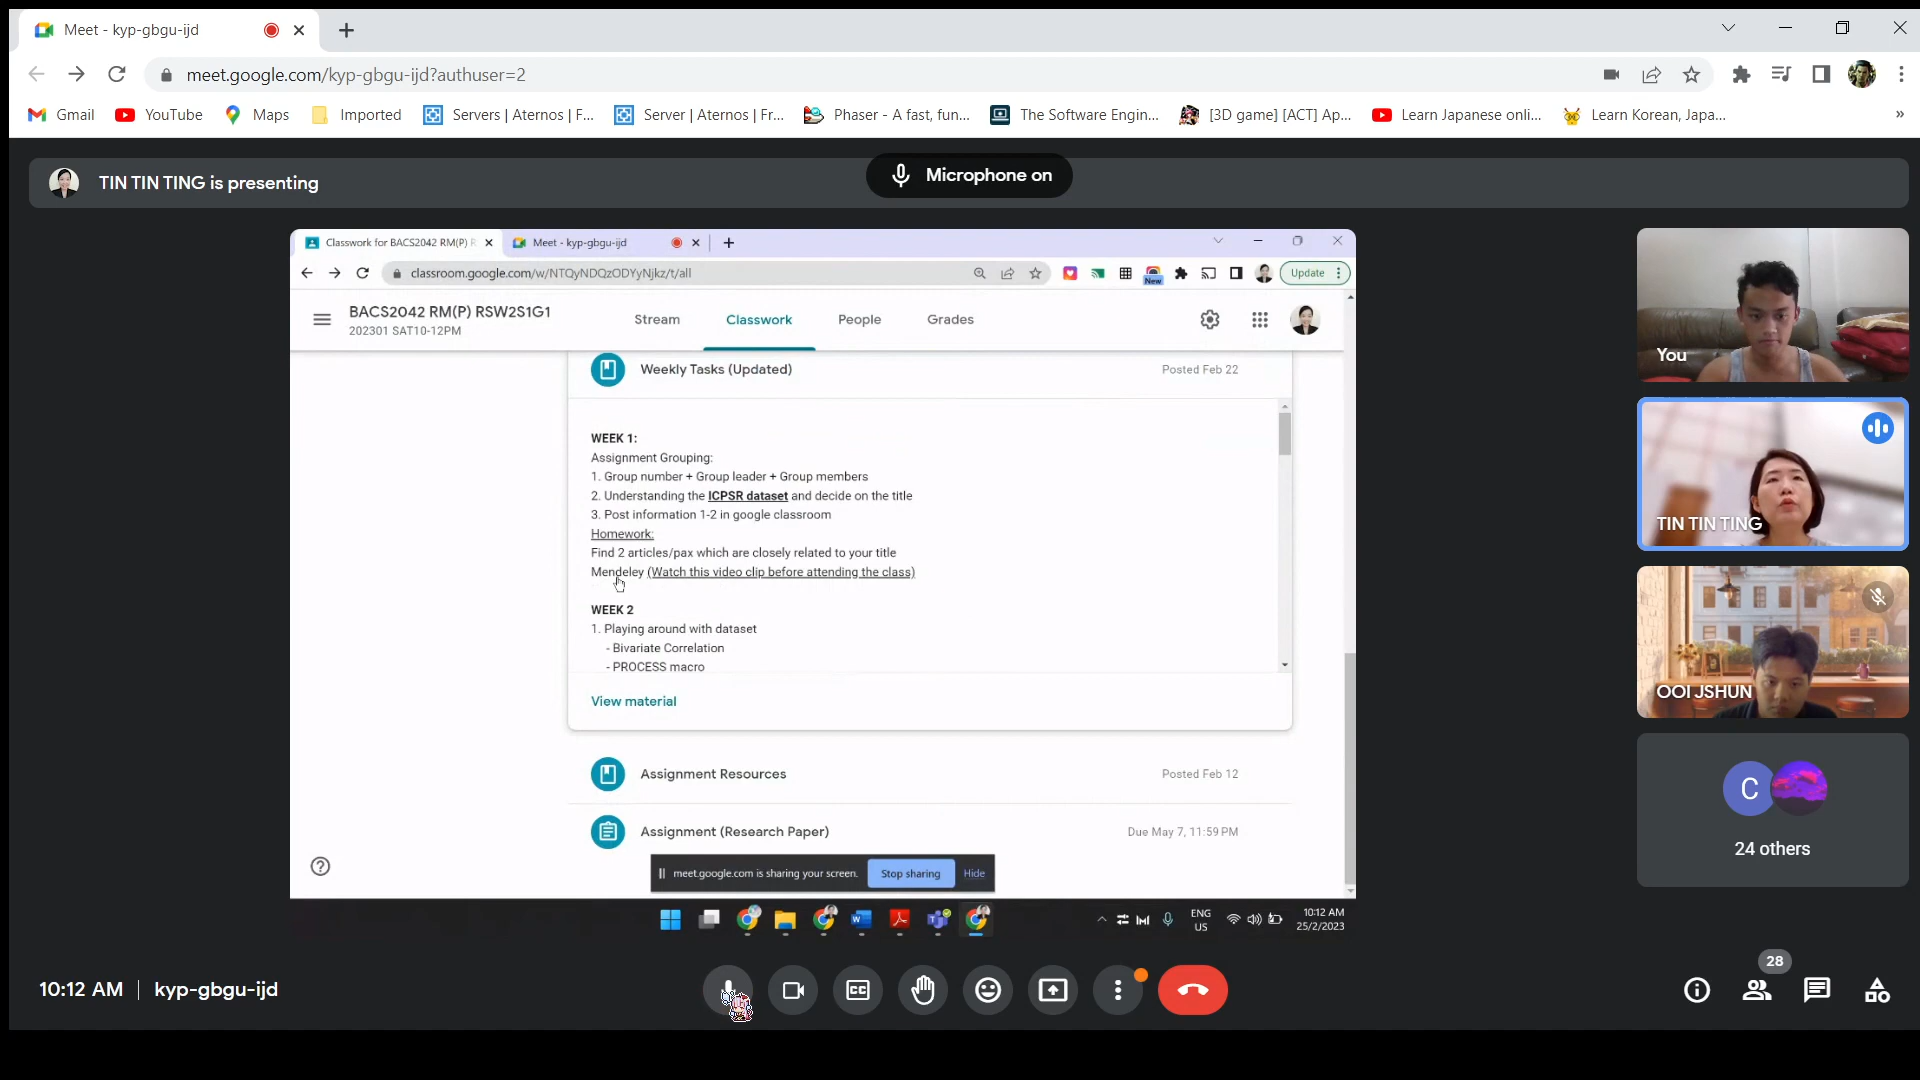 Meet - kyp-gbgu-ijd
meet.google.com/kyp-gbgu-ijd?authuser=2
Gmail
YouTube
Maps
Imported
Servers | Aternos | F...
Server | Aternos | Fr...
Phaser - A fast, fun...
The Software Engin...
[3D game] [ACT] Ap...
Learn Japanese onli...
Learn Korean, Japa...
»
TIN TIN TING is presenting
Microphone on
Classwork for BACS2042 RM(P) R
Meet - kyp-gbgu-ijd
classroom.google.com/w/NTQyNDQzODYyNjkz/t/all
New
Update
BACS2042 RM(P) RSW2S1G1
202301 SAT10-12PM
Stream
Classwork
People
Grades
Weekly Tasks (Updated)
Posted Feb 22
WEEK 1:
Assignment Grouping:
1. Group number + Group leader + Group members
2. Understanding the ICPSR dataset and decide on the title
3. Post information 1-2 in google classroom
Homework:
Find 2 articles/pax which are closely related to your title
Mendeley (Watch this video clip before attending the class)
WEEK 2
1. Playing around with dataset
- Bivariate Correlation
- PROCESS macro
View material
Assignment Resources
Posted Feb 12
Assignment (Research Paper)
Due May 7, 11:59 PM
meet.google.com is sharing your screen.
Stop sharing
Hide
ENG
US
10:12 AM
25/2/2023
You
TIN TIN TING
OOI JSHUN
C
24 others
10:12 AM
kyp-gbgu-ijd
CC
28